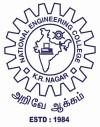 NATIONAL ENGINEERING COLLEGE
K.R.NAGAR
அறிவே ஆக்கம்
ESTD : 1984